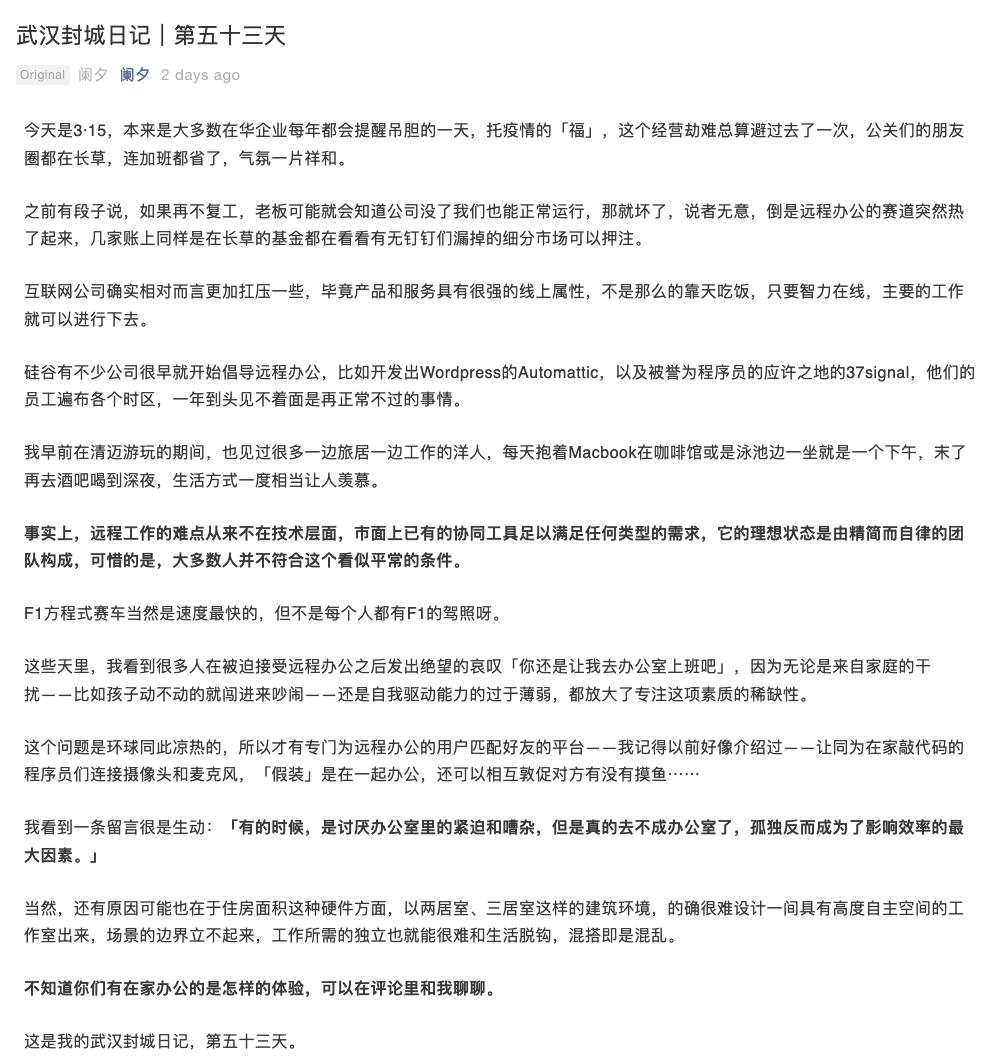 武汉封城日记｜第五十三天
Original 阑夕 阑夕 2 days ago
今天是3·15，本来是大多数在华企业每年都会提醒吊胆的一天，托疫情的「福」，这个经营劫难总算避过去了一次，公关们的朋友
圈都在长草，连加班都省了，气氛一片祥和。
之前有段子说，如果再不复工，老板可能就会知道公司没了我们也能正常运行，那就坏了，说者无意，倒是远程办公的赛道突然热
了起来，几家账上同样是在长草的基金都在看看有无钉钉们漏掉的细分市场可以押注。
互联网公司确实相对而言更加扛压一些，毕竟产品和服务具有很强的线上属性，不是那么的靠天吃饭，只要智力在线，主要的工作
就可以进行下去。
硅谷有不少公司很早就开始倡导远程办公，比如开发出Wordpress的Automattic，以及被誉为程序员的应许之地的37signal，他们的
员工遍布各个时区，一年到头见不着面是再正常不过的事情。
我早前在清迈游玩的期间，也见过很多一边旅居一边工作的洋人，每天抱着Macbook在咖啡馆或是泳池边一坐就是一个下午，末了
再去酒吧喝到深夜，生活方式一度相当让人羡慕。
事实上，远程工作的难点从来不在技术层面，市面上已有的协同工具足以满足任何类型的需求，它的理想状态是由精简而自律的团
队构成，可惜的是，大多数人并不符合这个看似平常的条件。
F1方程式赛车当然是速度最快的，但不是每个人都有F1的驾照呀。
这些天里，我看到很多人在被迫接受远程办公之后发出绝望的哀叹「你还是让我去办公室上班吧」，因为无论是来自家庭的干
扰——比如孩子动不动的就闯进来吵闹——还是自我驱动能力的过于薄弱，都放大了专注这项素质的稀缺性。
这个问题是环球同此凉热的，所以才有专门为远程办公的用户匹配好友的平台——我记得以前好像介绍过——让同为在家敲代码的
程序员们连接摄像头和麦克风，「假装」是在一起办公，还可以相互敦促对方有没有摸鱼……
我看到一条留言很是生动：「有的时候，是讨厌办公室里的紧迫和嘈杂，但是真的去不成办公室了，孤独反而成为了影响效率的最
大因素。」
当然，还有原因可能也在于住房面积这种硬件方面，以两居室、三居室这样的建筑环境，的确很难设计一间具有高度自主空间的工
作室出来，场景的边界立不起来，工作所需的独立也就能很难和生活脱钩，混搭即是混乱。
不知道你们有在家办公的是怎样的体验，可以在评论里和我聊聊。
这是我的武汉封城日记，第五十三天。